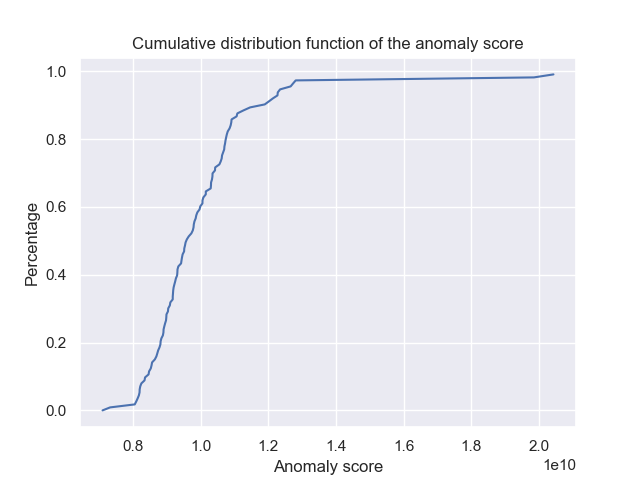 Cumulative distribution function of the anomaly score
1.0
0.8
0.6
0.4
0.2
0.0
Percentage
0.8 1.0 1.2 1.4 1.6 1.8 2.0
1e10
Anomaly score